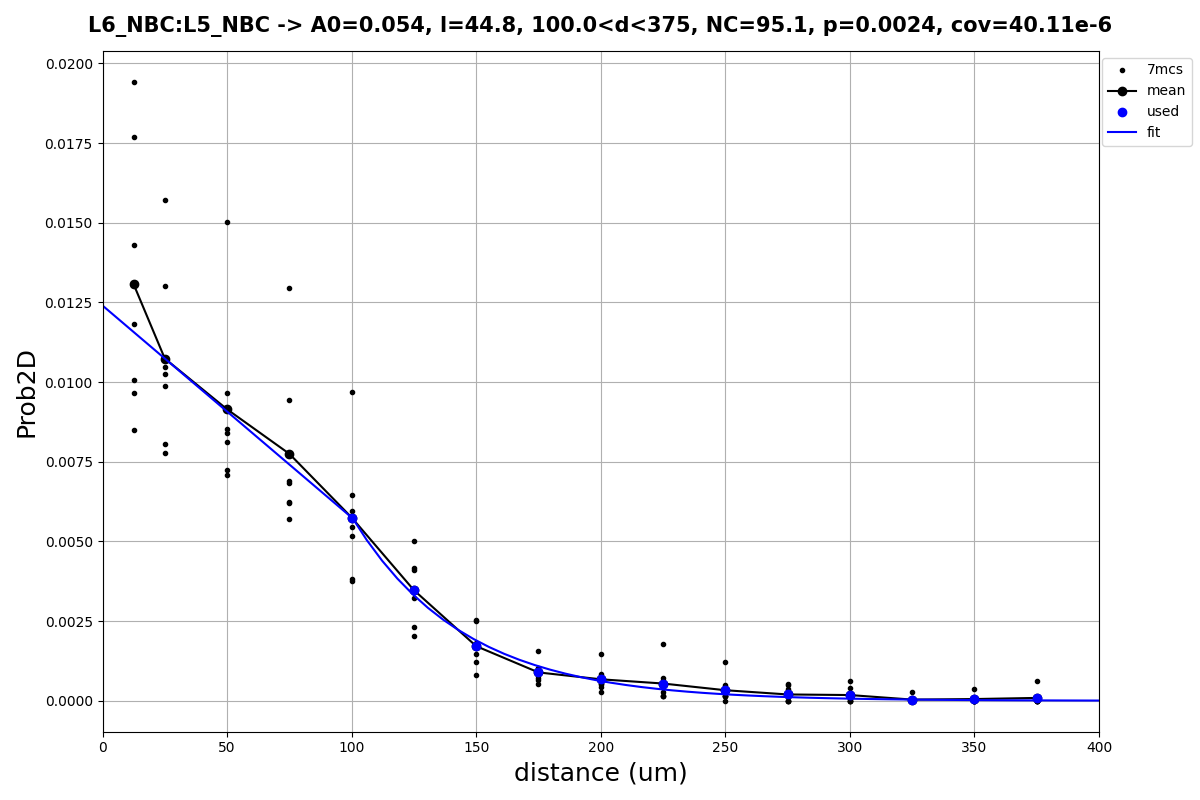 L6_NBC:L5_NBC -> A0=0.054, l=44.8, 100.0<d<375, NC=95.1, p=0.0024, cov=40.11e-6
7mcs
mean
used
fit
Prob2D
0.0200
0.0175
0.0150
0.0125
0.0100
0.0075
0.0050
0.0025
0.0000
0 50 100 150 200 250 300 350 400
distance (um)